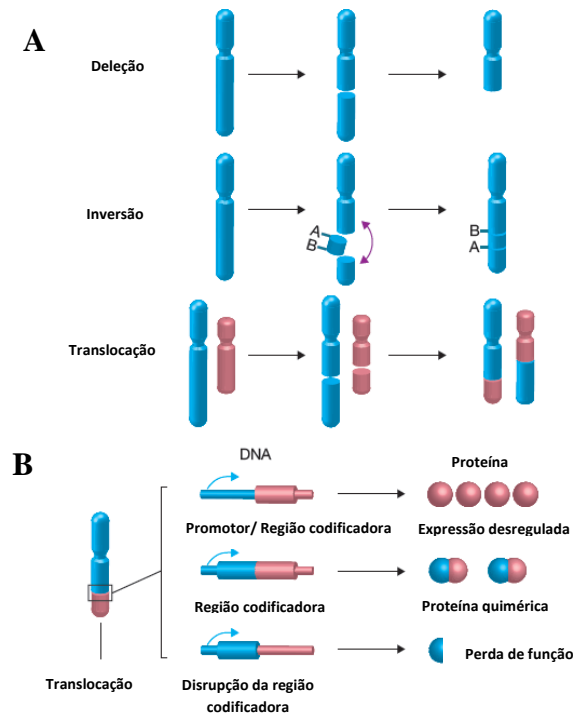 A
Deleção
Inversão
A
B
B
A
Translocação
B
DNA
Proteína
Promotor/ Região codificadora
Expressão desregulada
Região codificadora
Proteína quimérica
Translocação
Disrupção da região
codificadora
Perda de função